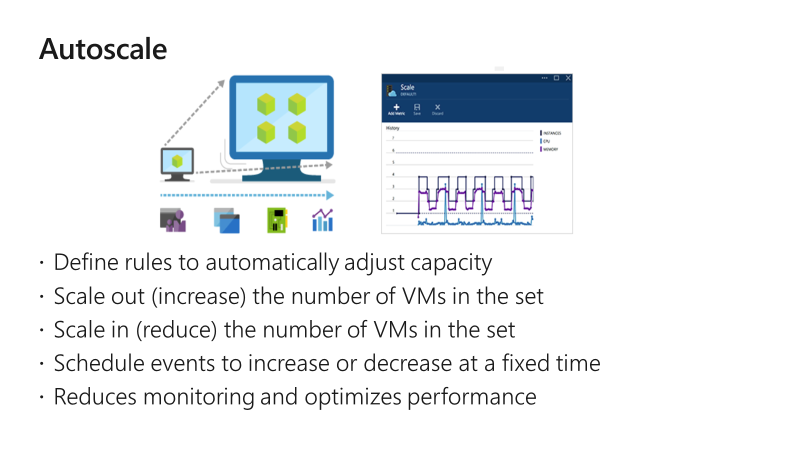 Autoscale
Scale
DEFAULT1
Add Metric Save Discard
History
INSTANCES
CPU
MEMORY
7
6
5
4
3
2
1
· Define rules to automatically adjust capacity
· Scale out (increase) the number of VMs in the set
· Scale in (reduce) the number of VMs in the set
· Schedule events to increase or decrease at a fixed time
· Reduces monitoring and optimizes performance